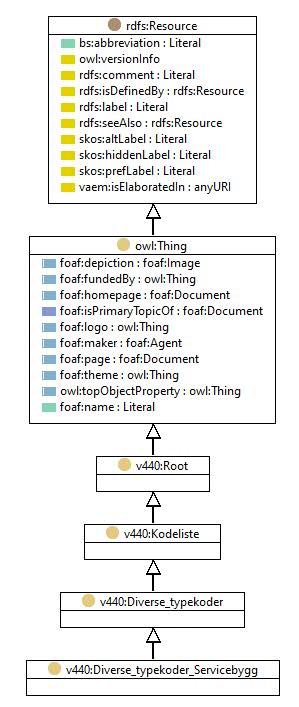 rdfs:Resource
bs:abbreviation : Literal
owl:versionInfo
rdfs:comment : Literal
rdfs:isDefinedBy : rdfs:Resource
rdfs:label : Literal
rdfs:seeAlso : rdfs:Resource
skos:altLabel : Literal
skos:hiddenLabel : Literal
skos:prefLabel : Literal
vaem:isElaboratedIn : anyURI
owl:Thing
foaf:depiction : foaf:Image
foaf:fundedBy : owl:Thing
foaf:homepage : foaf:Document
foaf:isPrimaryTopicOf : foaf:Document
foaf:logo : owl:Thing
foaf:maker : foaf:Agent
foaf:page : foaf:Document
foaf:theme : owl:Thing
owl:topObjectProperty : owl:Thing
foaf:name : Literal
v440:Root
v440:Kodeliste
v440:Diverse_typekoder
v440:Diverse_typekoder_Servicebygg